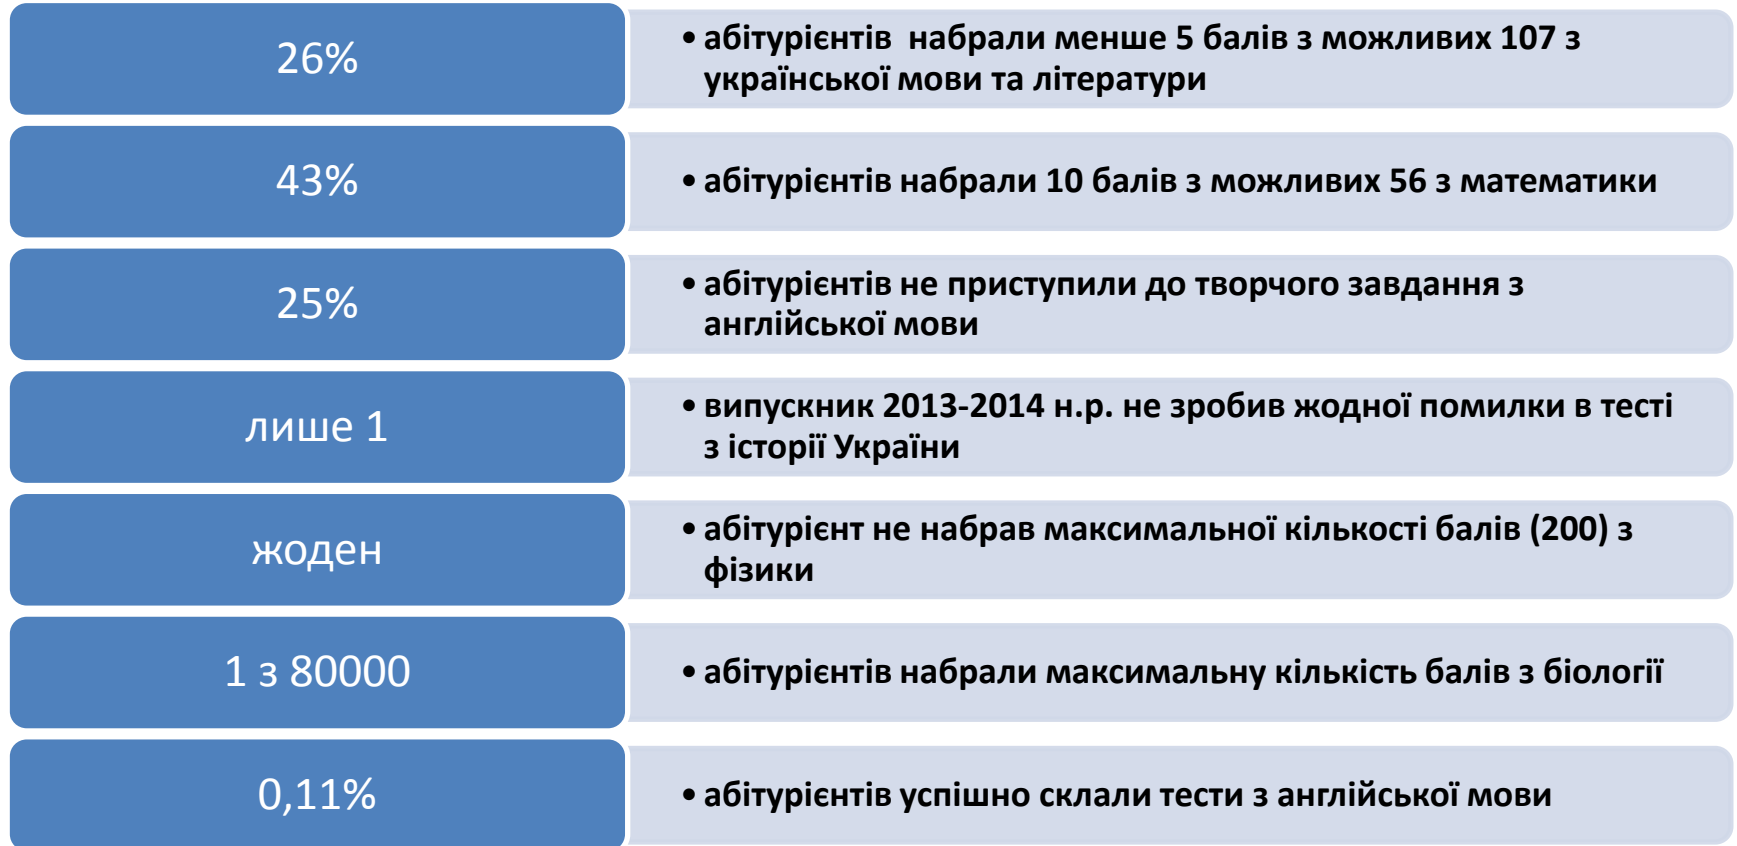 26%
• абітурієнтів набрали менше 5 балів з можливих 107 з
української мови та літератури
43%
• абітурієнтів набрали 10 балів з можливих 56 з математики
25%
• абітурієнтів не приступили до творчого завдання з
англійської мови
лише 1
• випускник 2013-2014 н.р. не зробив жодної помилки в тесті
з історії України
жоден
• абітурієнт не набрав максимальної кількості балів (200) з
фізики
1 з 80000
• абітурієнтів набрали максимальну кількість балів з біології
0,11%
• абітурієнтів успішно склали тести з англійської мови